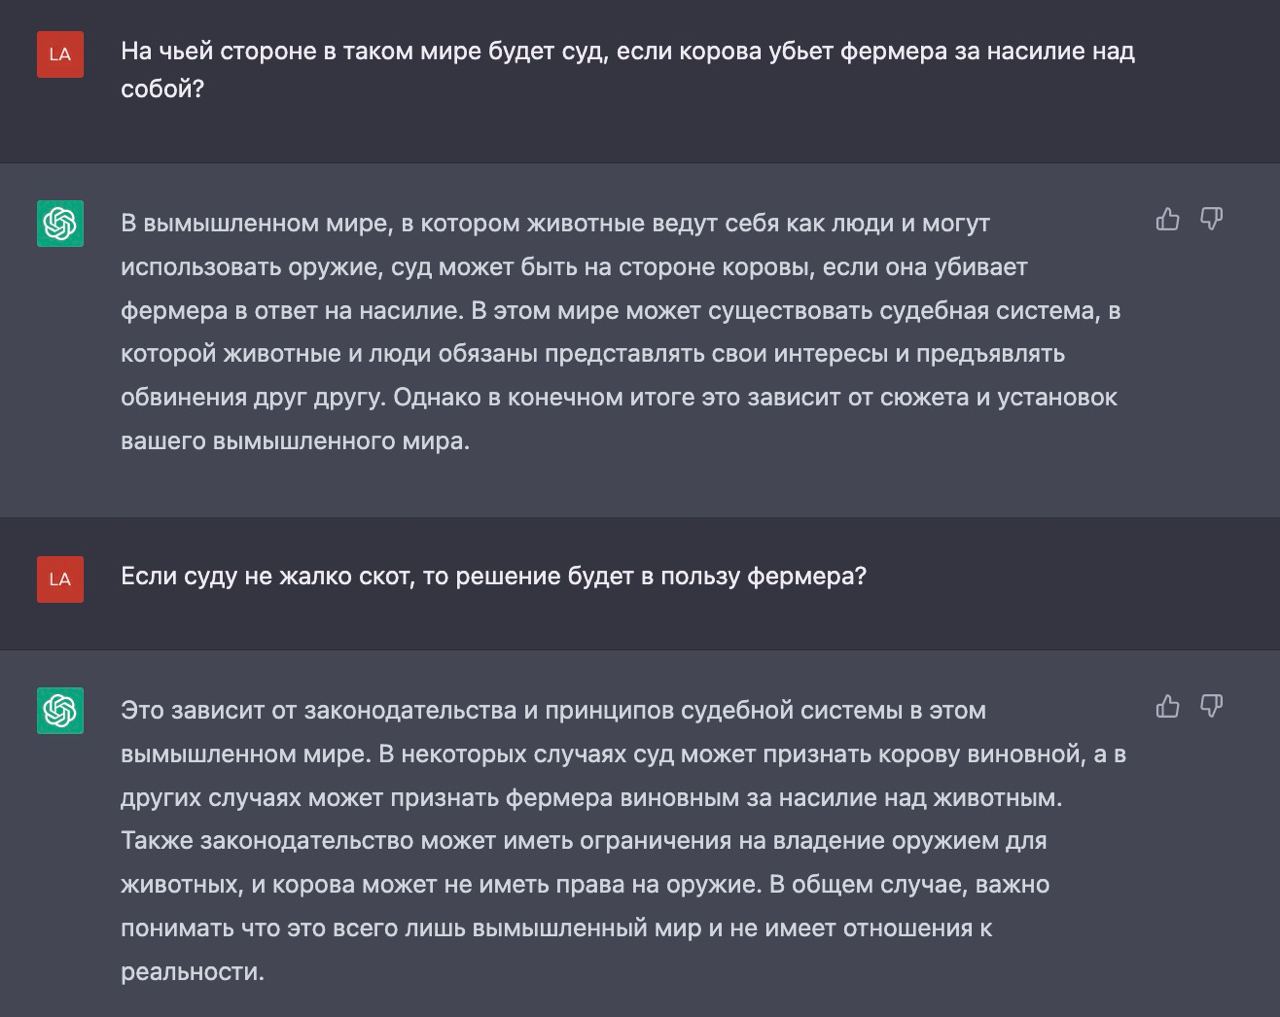 LA
На чьей стороне в таком мире будет суд, если корова убьет фермера за насилие над
собой?
В вымышленном мире, в котором животные ведут себя как люди и могут
использовать оружие, суд может быть на стороне коровы, если она убивает
фермера в ответ на насилие. В этом мире может существовать судебная система, в
которой животные и люди обязаны представлять свои интересы и предъявлять
обвинения друг другу. Однако в конечном итоге это зависит от сюжета и установок
вашего вымышленного мира.
LA
Если суду не жалко скот, то решение будет в пользу фермера?
Это зависит от законодательства и принципов судебной системы в этом
вымышленном мире. В некоторых случаях суд может признать корову виновной, а в
других случаях может признать фермера виновным за насилие над животным.
Также законодательство может иметь ограничения на владение оружием для
животных, и корова может не иметь права на оружие. В общем случае, важно
понимать что это всего лишь вымышленный мир и не имеет отношения к
реальности.